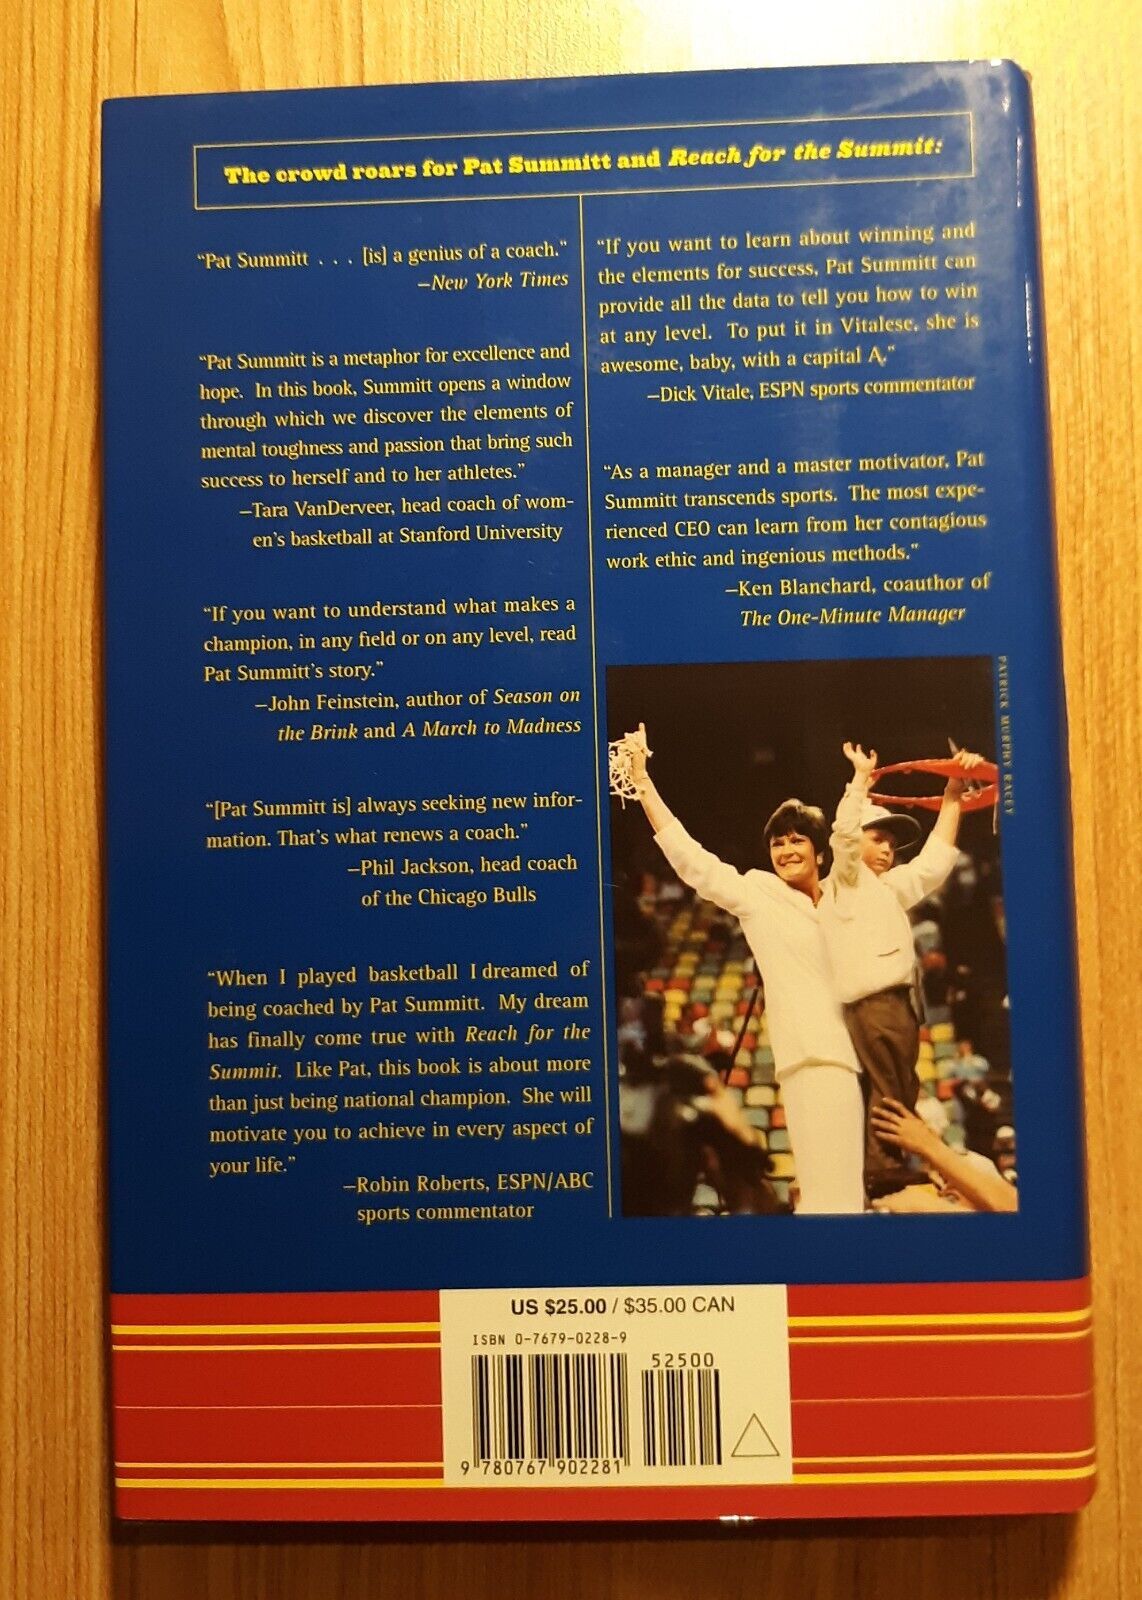 The crowd roars for Pat Summitt and Reach for the Summit:
“Pat Summitt . . . [is] a genius of a coach.”
—New York Times
“Pat Summitt is a metaphor for excellence and
hope. In this book, Summitt opens a window
through which we discover the elements of
mental toughness and passion that bring such
success to herself and to her athletes.”
—Tara VanDerveer, head coach of wom-
en’s basketball at Stanford University
“If you want to understand what makes a
champion, in any field or on any level, read
Pat Summitt’s story.”
—John Feinstein, author of Season on
the Brink and A March to Madness
“[Pat Summitt is] always seeking new infor-
mation. That’s what renews a coach.”
—Phil Jackson, head coach
of the Chicago Bulls
“When I played basketball I dreamed of
being coached by Pat Summitt. My dream
has finally come true with Reach for the
Summit. Like Pat, this book is about more
than just being national champion. She will
motivate you to achieve in every aspect of
your life.”
—Robin Roberts, ESPN/ABC
sports commentator
“If you want to learn about winning and
the elements for success, Pat Summitt can
provide all the data to tell you how to win
at any level. To put it in Vitalese, she is
awesome, baby, with a capital A.”
—Dick Vitale, ESPN sports commentator
“As a manager and a master motivator, Pat
Summitt transcends sports. The most expe-
rienced CEO can learn from her contagious
work ethic and ingenious methods.”
—Ken Blanchard, coauthor of
The One-Minute Manager
PATRICK MURPHY RACEY
US $25.00 / $35.00 CAN
ISBN 0-7679-0228-9
52500
9 780767 902281